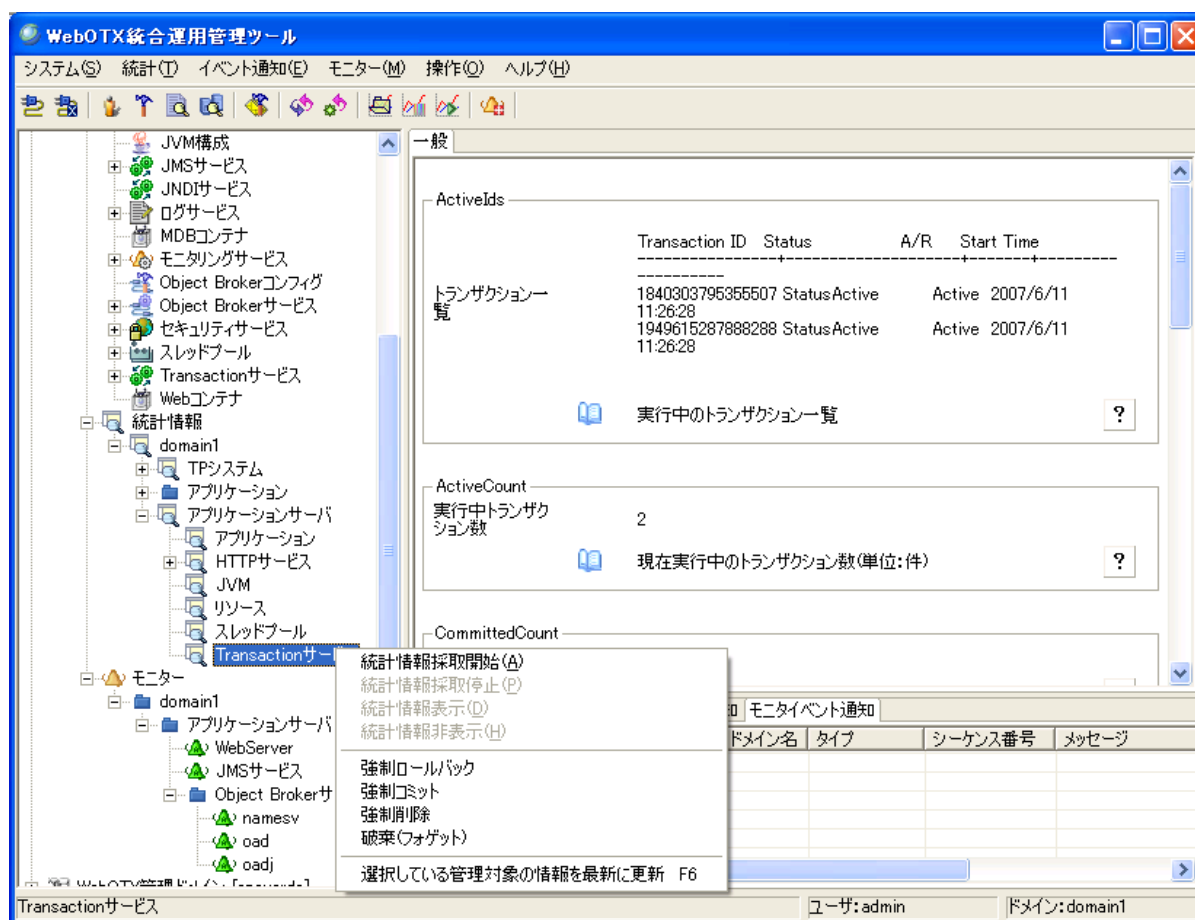 WebOTX統合運用管理ツール
システム(S) 統計(T) イベント通知(E) モニター(M) 操作(O) ヘルプ(H)
JVM構成
JMSサービス
JNDIサービス
ログサービス
MDBコンテナ
モニタリングサービス
Object Brokerコンフィグ
Object Brokerサービス
セキュリティサービス
スレッドプール
Transactionサービス
Webコンテナ
統計情報
domain1
TPシステム
アプリケーション
アプリケーションサーバ
アプリケーション
HTTPサービス
JVM
リソース
スレッドプール
Transactionサー
モニター
domain1
アプリケーションサーバ
WebServer
JMSサービス
Object Brokerサ
namesv
oad
oadj
一般
ActiveIds
Transaction ID Status A/R Start Time
----------------+--------------------+-------+---------
----------
トランザクション一
覧
1840303795355507 StatusActive Active 2007/6/11
11:26:28
1949615287888288 StatusActive Active 2007/6/11
11:26:28
実行中のトランザクション一覧 ?
ActiveCount
実行中トランザク
ション数
2
現在実行中のトランザクション数(単位:件) ?
CommittedCount
統計情報採取開始(A)
統計情報採取停止(P)
統計情報表示(D)
統計情報非表示(H)
強制ロールバック
強制コミット
強制削除
破棄(フォゲット)
選択している管理対象の情報を最新に更新 F6
モニタイベント通知
ドメイン名 タイプ シーケンス番号 メッセージ
Transactionサービス ユーザ:admin ドメイン:domain1